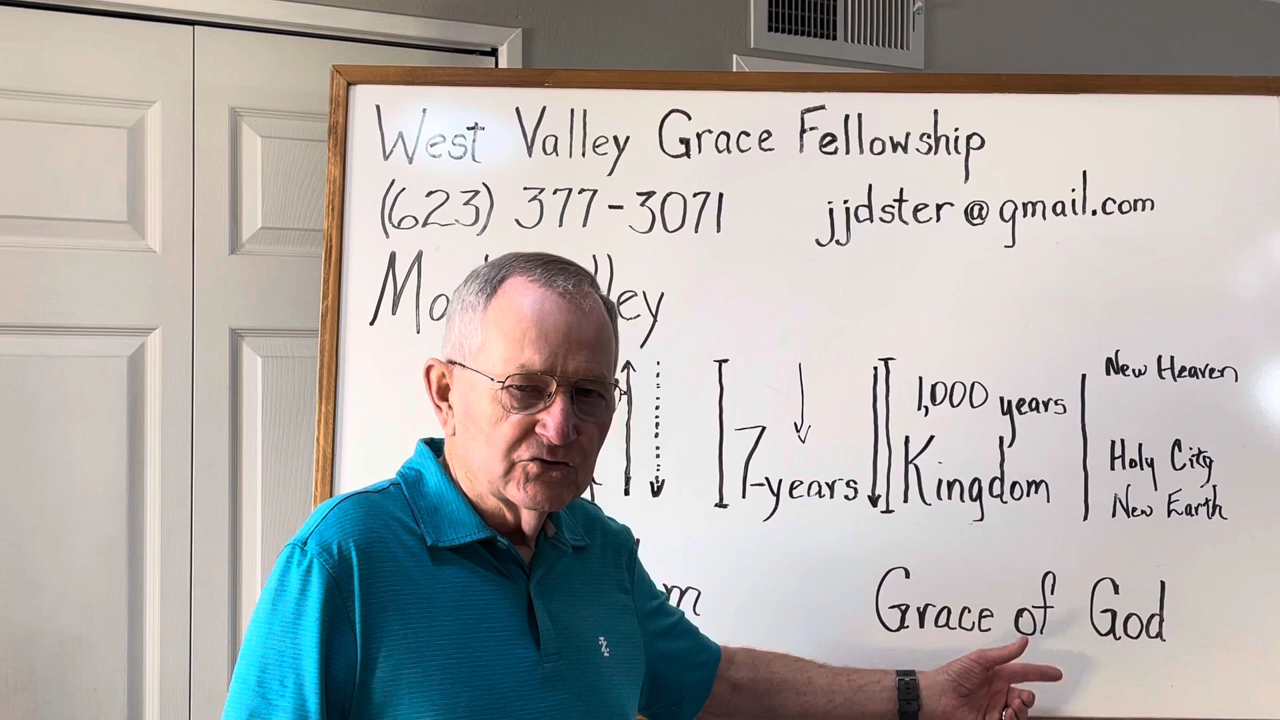 West Valley Grace Fellowship
(623) 377-3071 jjdster@gmail.com
1,000 years
7-years Kingdom
New Heaven
Holy City
New Earth
Grace of God